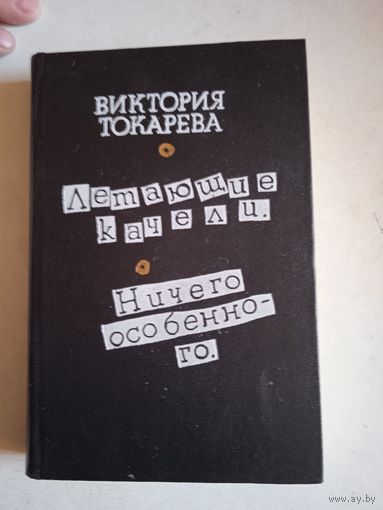 ВИКТОРИЯ
ТОКАРЕВА
Летающие
качели.
Ничего
особенно-
го.
www.ay.by